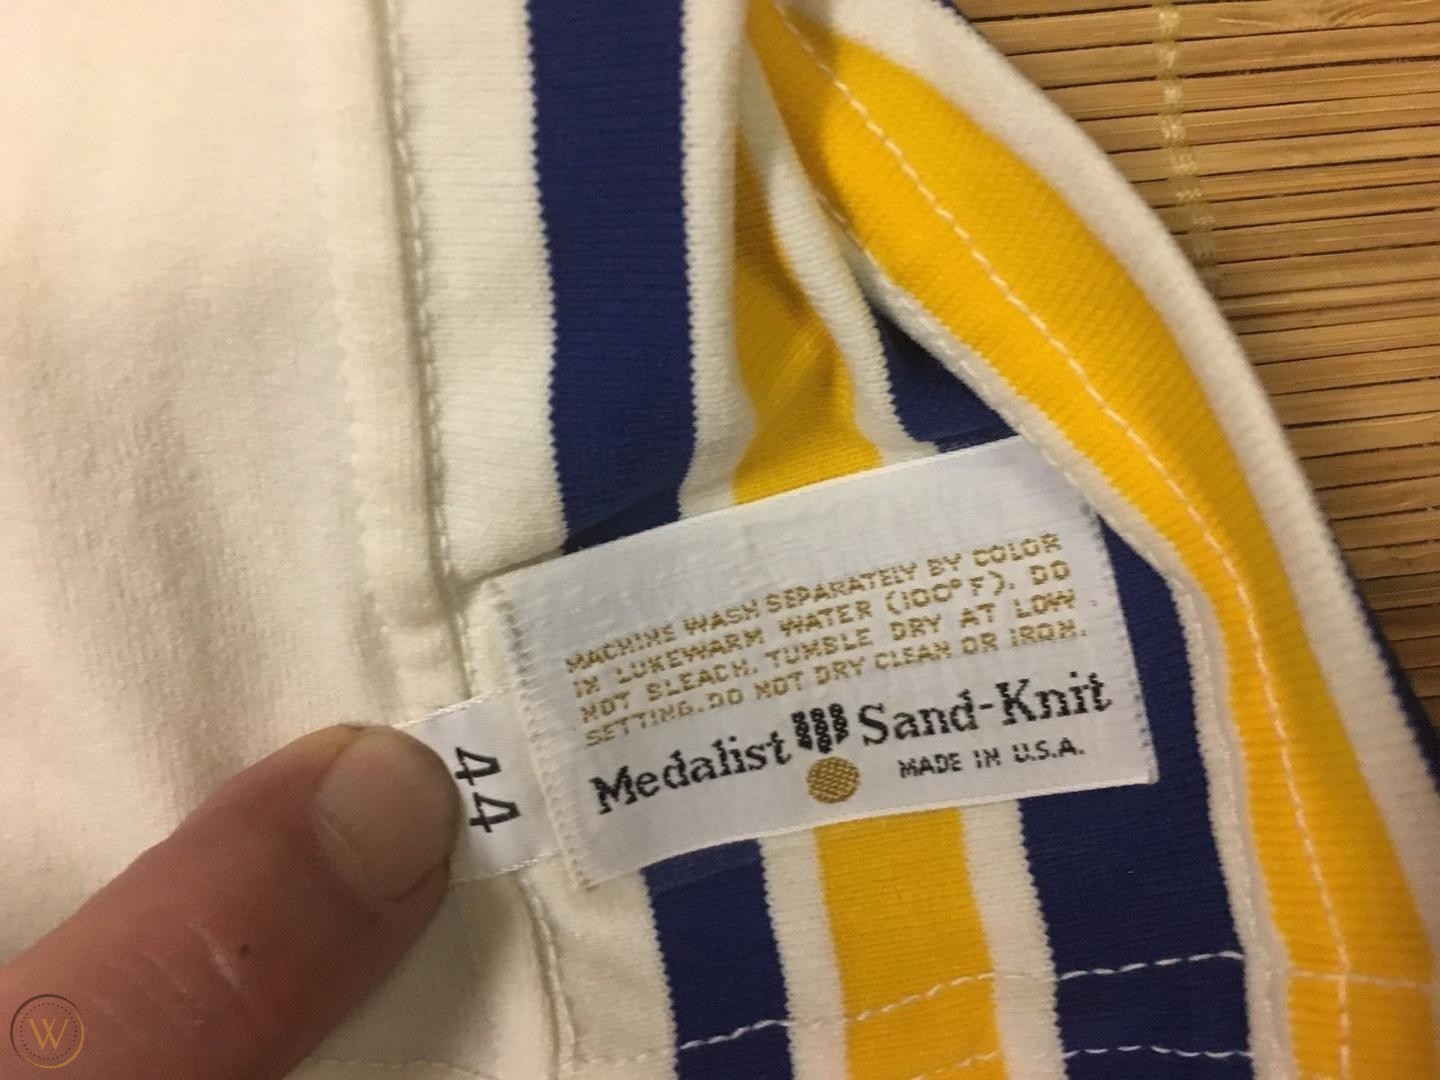 MACHINE WASH SEPARATELY BY COLOR
IN LUKEWARM WATER (100° F). DO
NOT BLEACH. TUMBLE DRY AT LOW
SETTING. DO NOT DRY CLEAN OR IRON.
Medalist Sand-Knit
MADE IN U.S.A.
44
W